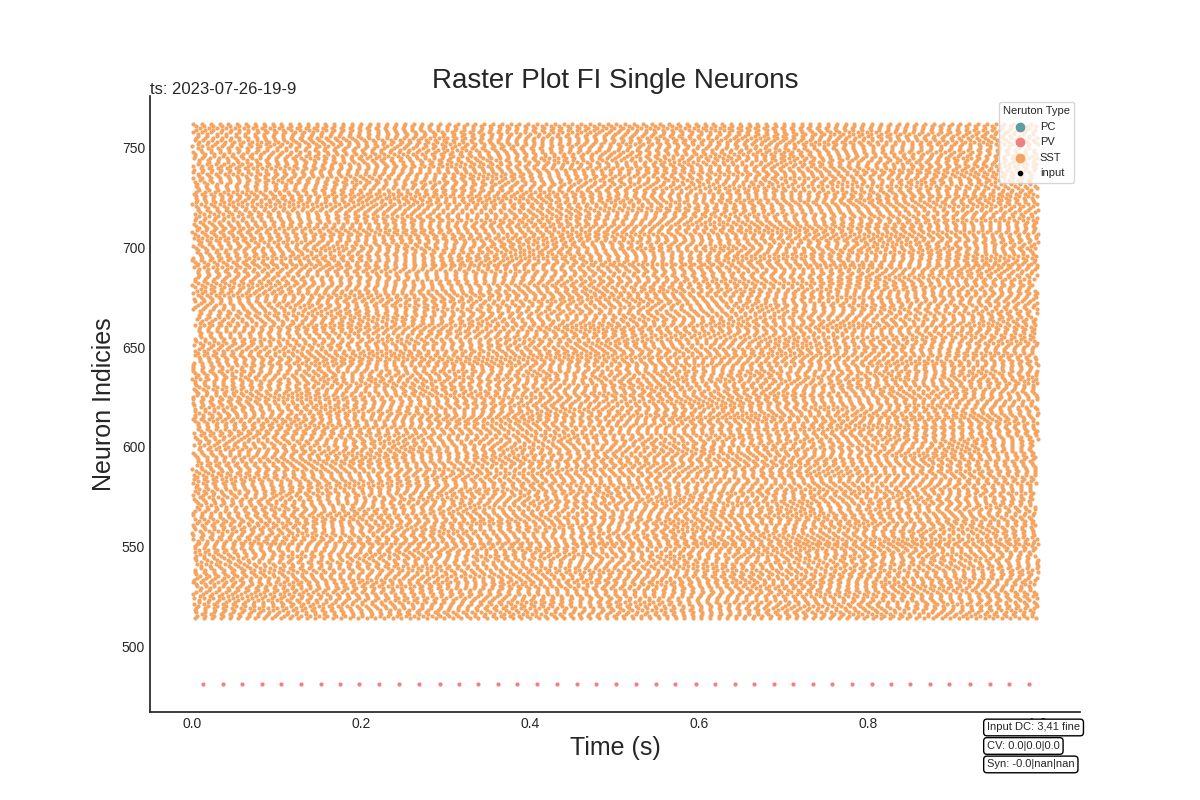 Raster Plot FI Single Neurons
ts: 2023-07-26-19-9
Neruton Type
PC
PV
SST
input
750
700
650
600
550
500
Neuron Indicies
0.0 0.2 0.4 0.6 0.8
Time (s)
Input DC: 3,41 fine
CV: 0.0|0.0|0.0
Syn: -0.0|nan|nan